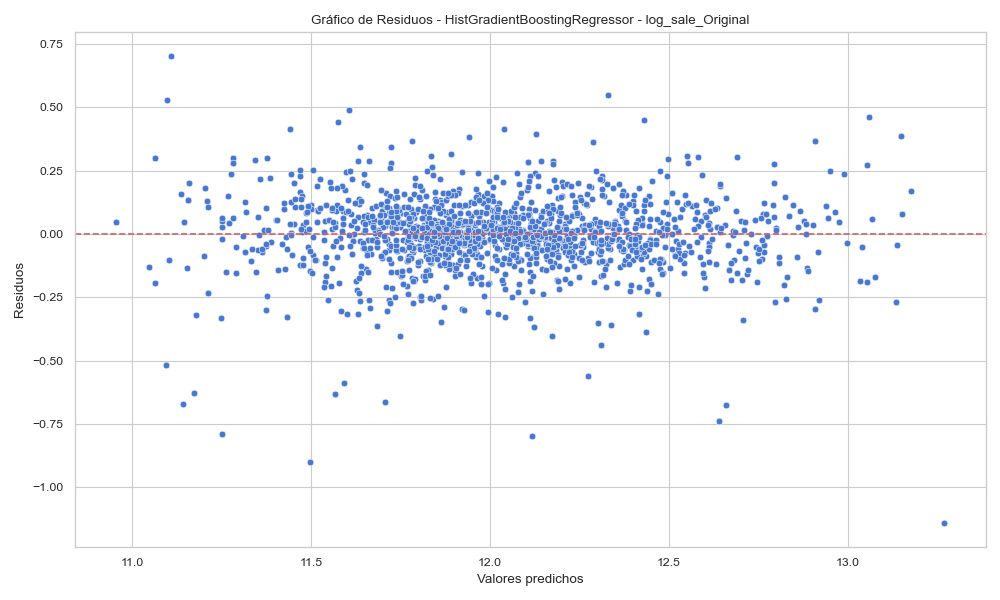 Gráfico de Residuos - HistGradientBoostingRegressor - log_sale_Original
Residuos
0.75
0.50
0.25
0.00
−0.25
−0.50
−0.75
−1.00
11.0 11.5 12.0 12.5 13.0
Valores predichos